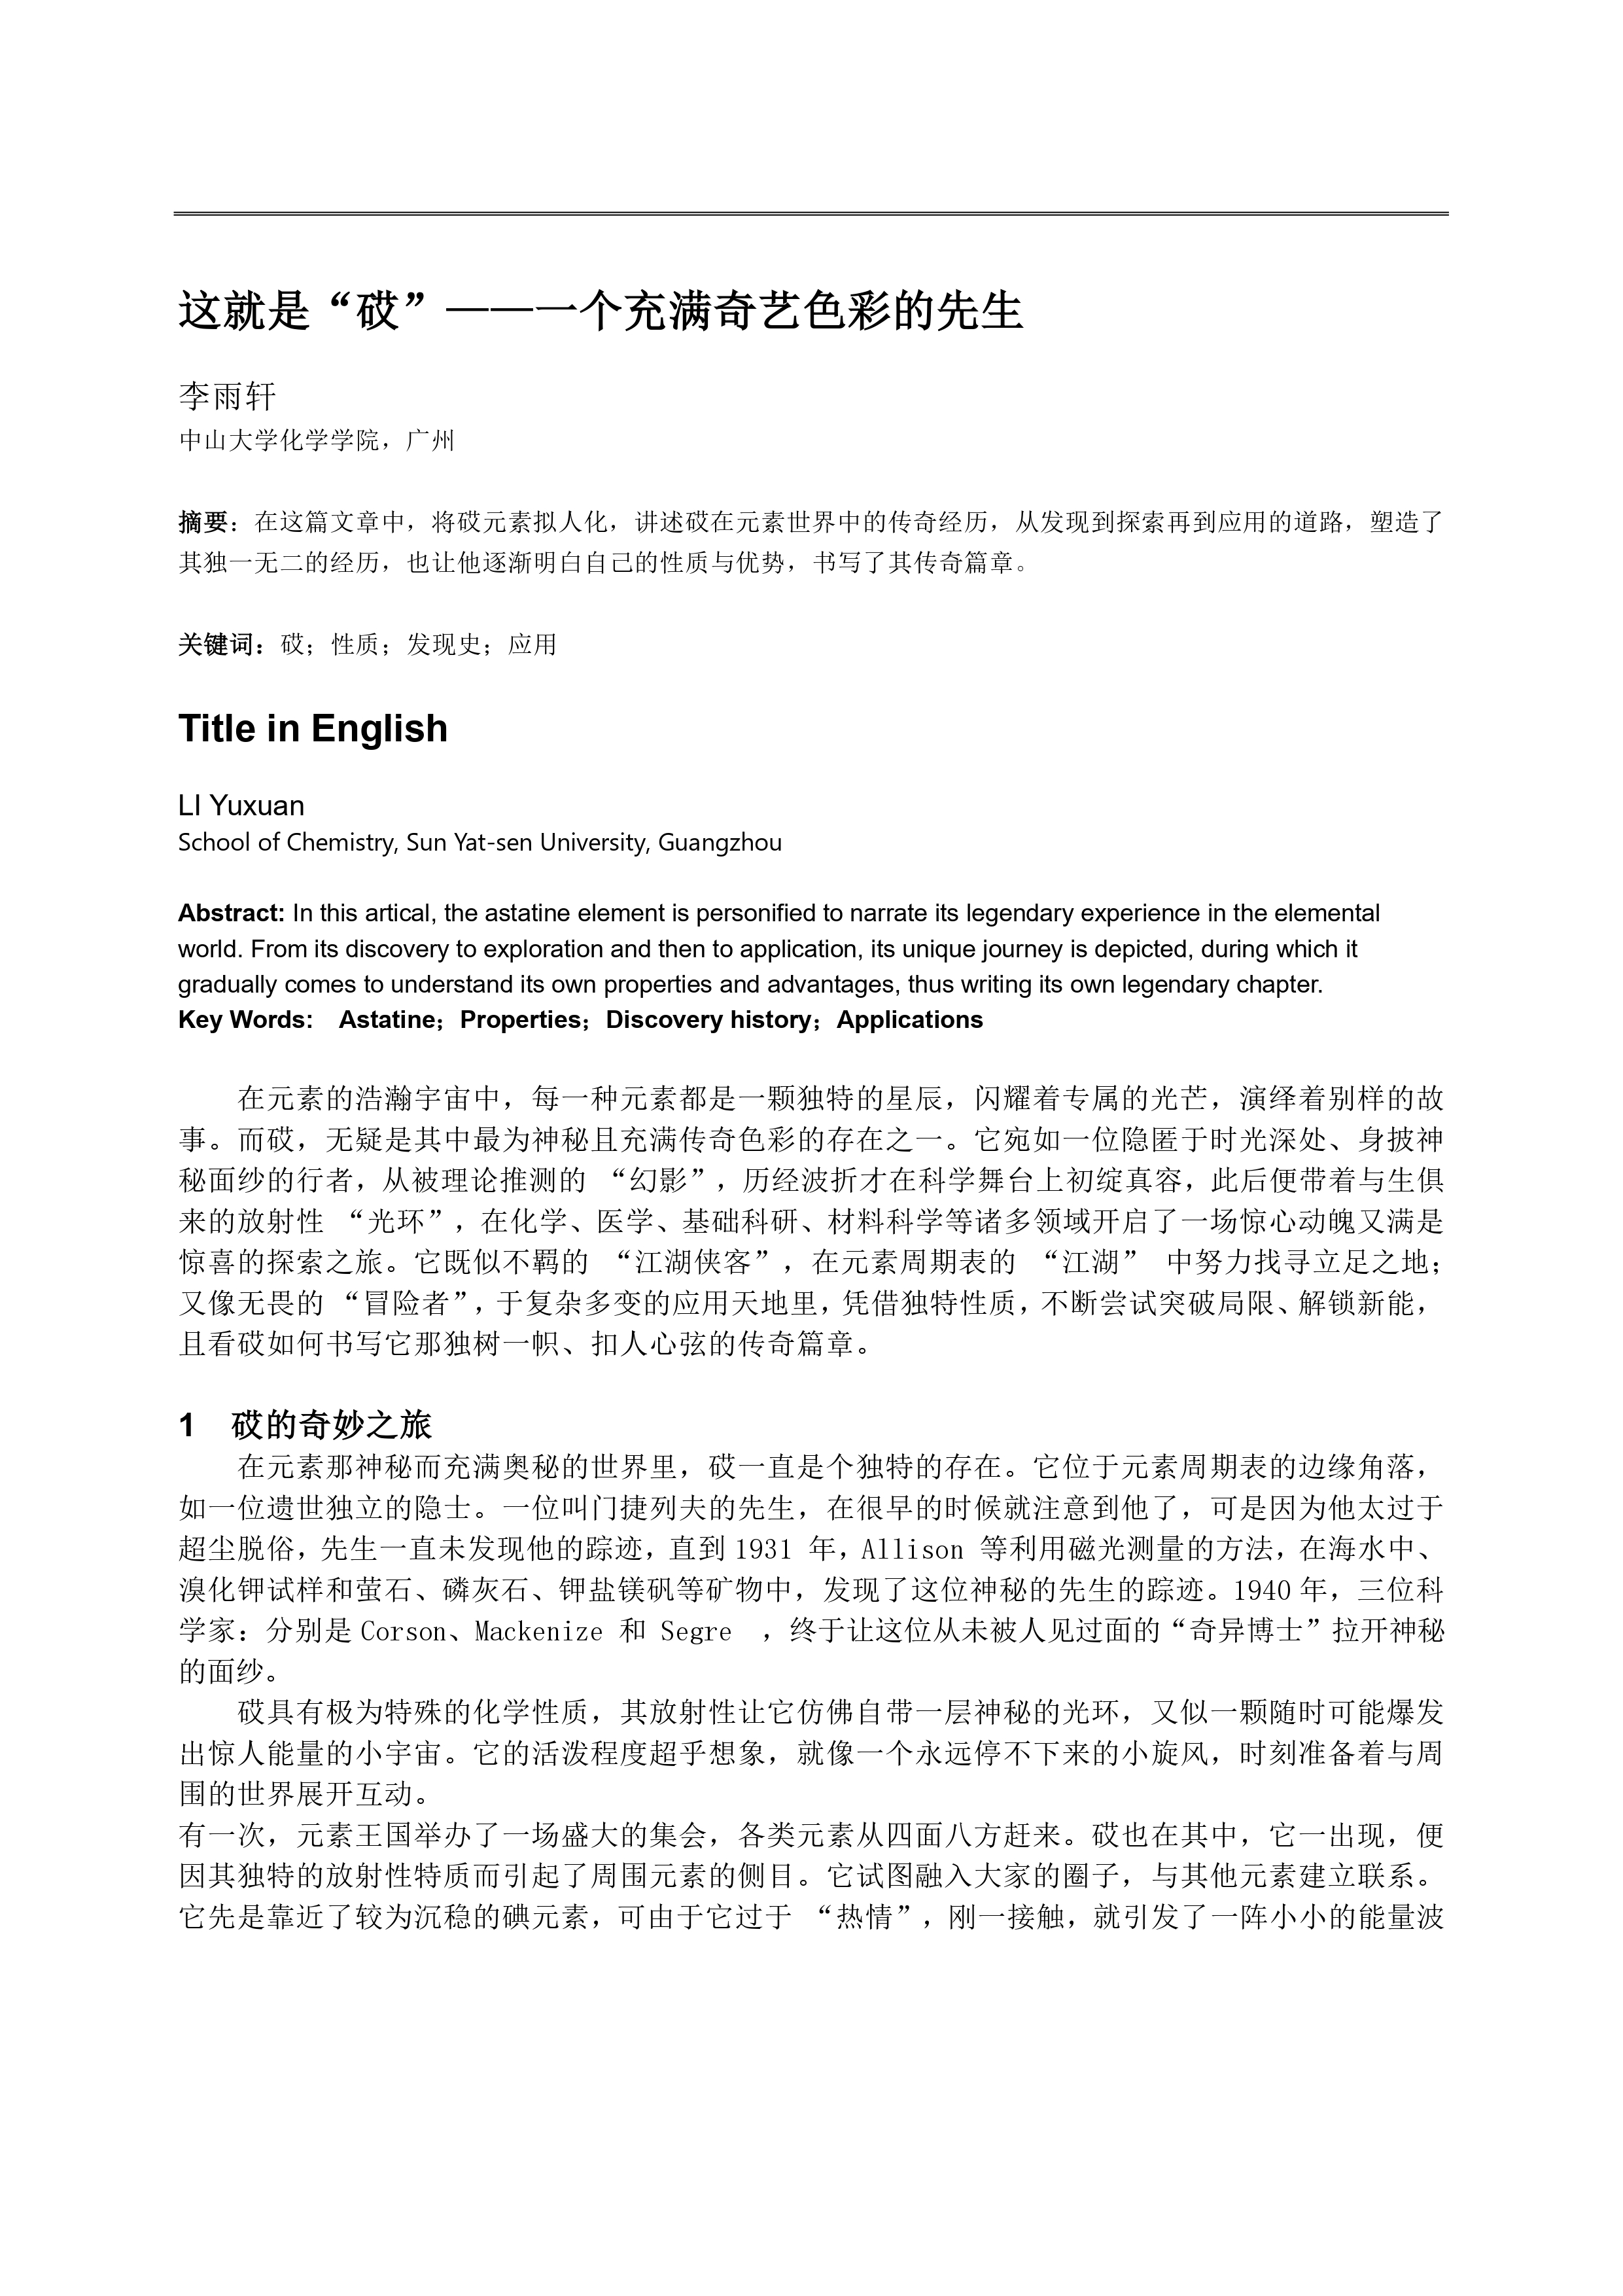 这就是“砹”——一个充满奇艺色彩的先生
李雨轩
中山大学化学学院，广州
摘要：在这篇文章中，将砹元素拟人化，讲述砹在元素世界中的传奇经历，从发现到探索再到应用的道路，塑造了
其独一无二的经历，也让他逐渐明白自己的性质与优势，书写了其传奇篇章。
关键词：砹；性质；发现史；应用
Title in English
LI Yuxuan
School of Chemistry, Sun Yat-sen University, Guangzhou
Abstract: In this artical, the astatine element is personified to narrate its legendary experience in the elemental
world. From its discovery to exploration and then to application, its unique journey is depicted, during which it
gradually comes to understand its own properties and advantages, thus writing its own legendary chapter.
Key Words: Astatine；Properties；Discovery history；Applications
在元素的浩瀚宇宙中，每一种元素都是一颗独特的星辰，闪耀着专属的光芒，演绎着别样的故
事。而砹，无疑是其中最为神秘且充满传奇色彩的存在之一。它宛如一位隐匿于时光深处、身披神
秘面纱的行者，从被理论推测的 “幻影”，历经波折才在科学舞台上初绽真容，此后便带着与生俱
来的放射性 “光环”，在化学、医学、基础科研、材料科学等诸多领域开启了一场惊心动魄又满是
惊喜的探索之旅。它既似不羁的 “江湖侠客”，在元素周期表的 “江湖” 中努力找寻立足之地；
又像无畏的 “冒险者”，于复杂多变的应用天地里，凭借独特性质，不断尝试突破局限、解锁新能，
且看砹如何书写它那独树一帜、扣人心弦的传奇篇章。
1 砹的奇妙之旅
在元素那神秘而充满奥秘的世界里，砹一直是个独特的存在。它位于元素周期表的边缘角落，
如一位遗世独立的隐士。一位叫门捷列夫的先生，在很早的时候就注意到他了，可是因为他太过于
超尘脱俗，先生一直未发现他的踪迹，直到1931 年，Allison 等利用磁光测量的方法，在海水中、
溴化钾试样和萤石、磷灰石、钾盐镁矾等矿物中，发现了这位神秘的先生的踪迹。1940 年，三位科
学家：分别是Corson、Mackenize 和 Segre ，终于让这位从未被人见过面的“奇异博士”拉开神秘
的面纱。
砹具有极为特殊的化学性质，其放射性让它仿佛自带一层神秘的光环，又似一颗随时可能爆发
出惊人能量的小宇宙。它的活泼程度超乎想象，就像一个永远停不下来的小旋风，时刻准备着与周
围的世界展开互动。
有一次，元素王国举办了一场盛大的集会，各类元素从四面八方赶来。砹也在其中，它一出现，便
因其独特的放射性特质而引起了周围元素的侧目。它试图融入大家的圈子，与其他元素建立联系。
它先是靠近了较为沉稳的碘元素，可由于它过于 “热情”，刚一接触，就引发了一阵小小的能量波